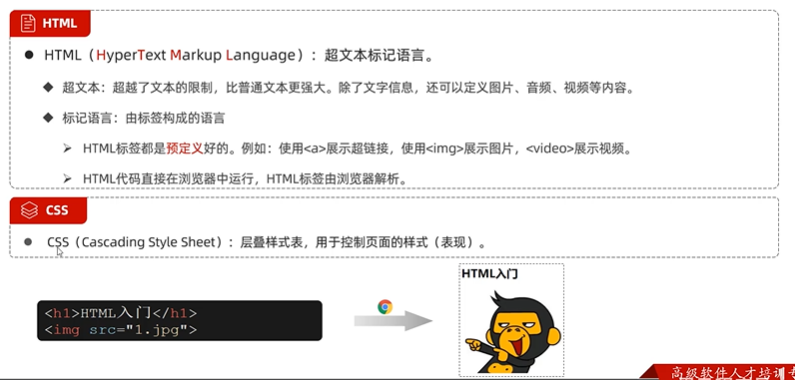 HTML
HTML（HyperText Markup Language）：超文本标记语言。
超文本：超越了文本的限制，比普通文本更强大。除了文字信息，还可以定义图片、音频、视频等内容。
标记语言：由标签构成的语言
HTML标签都是预定义好的。例如：使用<a>展示超链接，使用<img>展示图片，<video>展示视频。
HTML代码直接在浏览器中运行，HTML标签由浏览器解析。
CSS
CSS（Cascading Style Sheet）：层叠样式表，用于控制页面的样式（表现）。
<h1>HTML入门</h1>
<img src="1.jpg">
HTML入门
高级软件人才培训